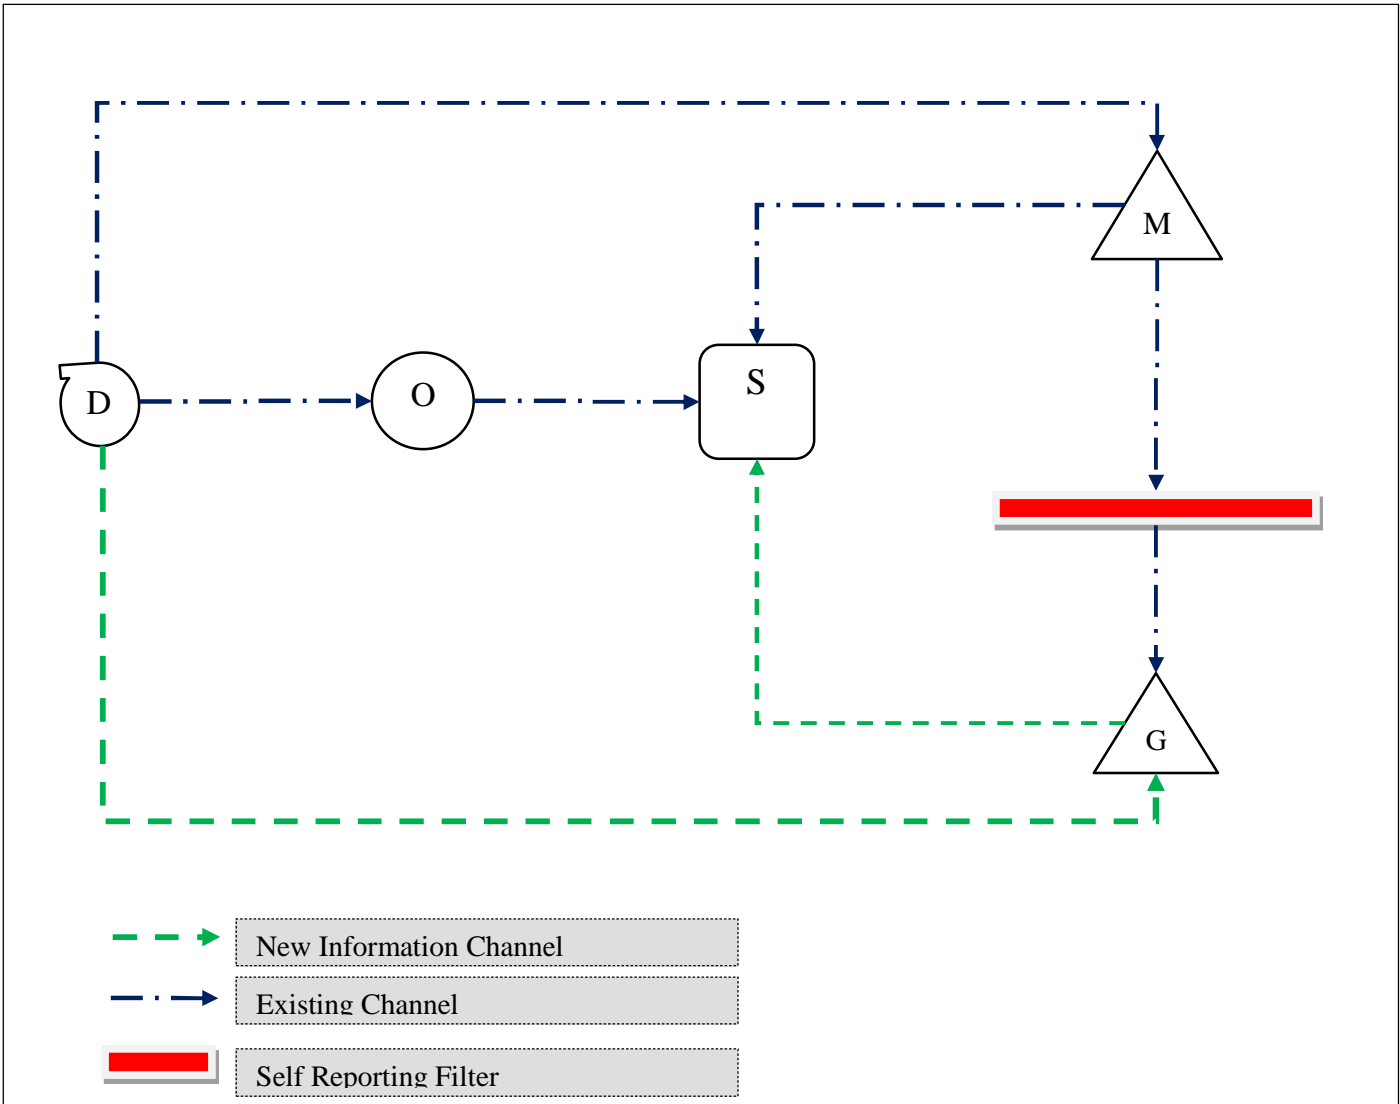 M
S
O
D
G
New Information Channel
Existing Channel
Self Reporting Filter